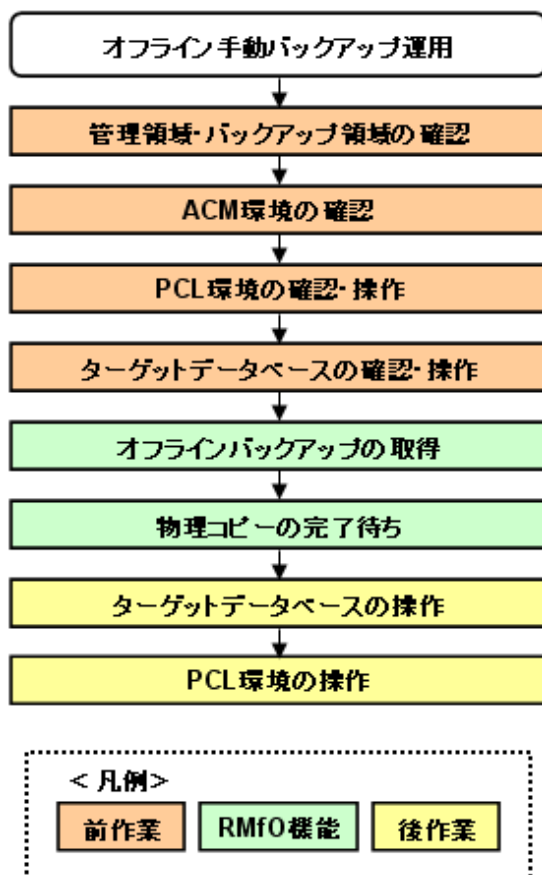 オフライン手動バックアップ運用
管理領域・バックアップ領域の確認
ACM環境の確認
PCL環境の確認・操作
ターゲットデータベースの確認・操作
オフラインバックアップの取得
物理コピーの完了待ち
ターゲットデータベースの操作
PCL環境の操作
＜凡例＞
前作業
RMfO機能
後作業